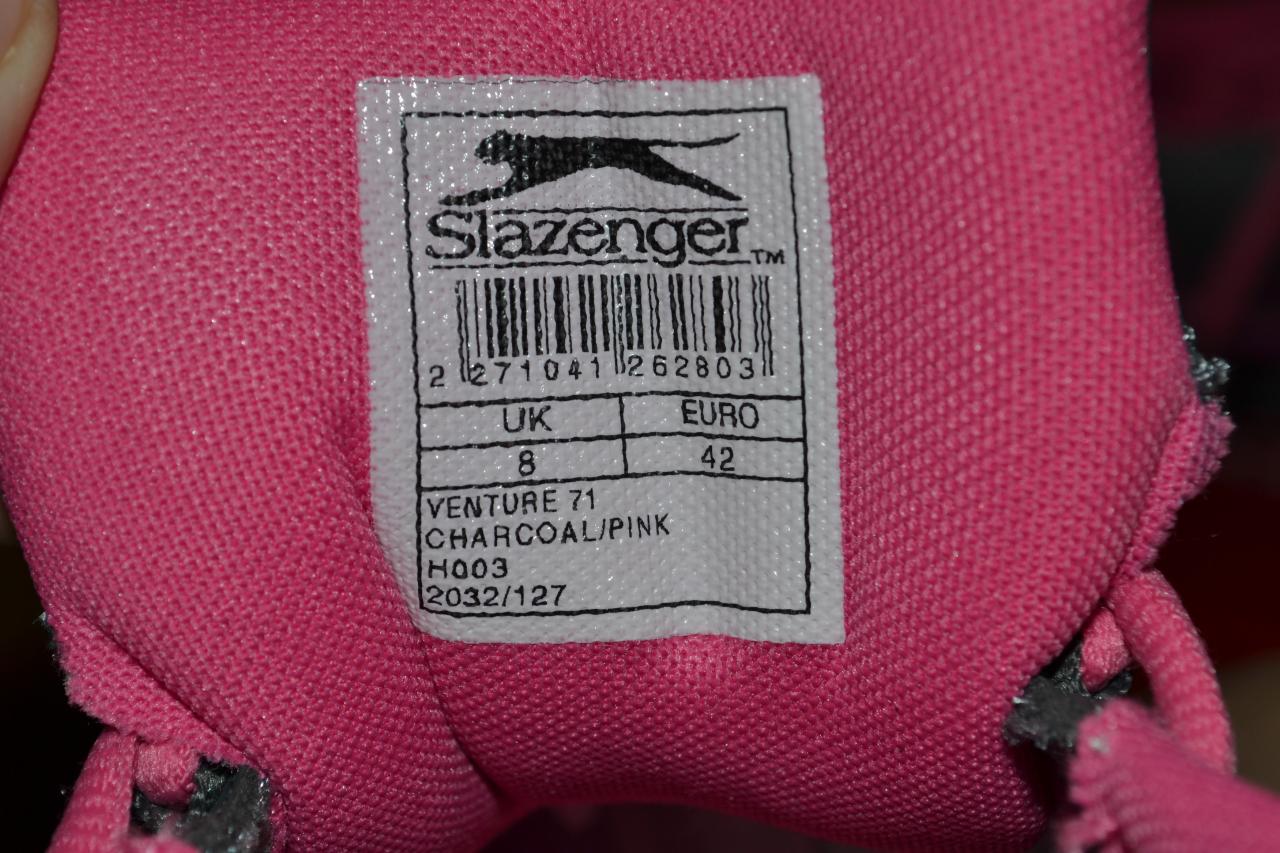 Slazenger™
2 271041 262803
UK EURO
8 42
VENTURE 71
CHARCOAL/PINK
H003
2032/127